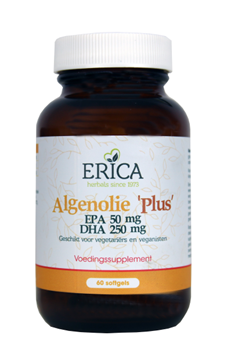 ERICA
herbals since 1975
Algenolie 'Plus'
EPA 50 mg
DHA 250 mg
Geschikt voor vegetariërs en veganisten
Voedingssupplement
60 softgels